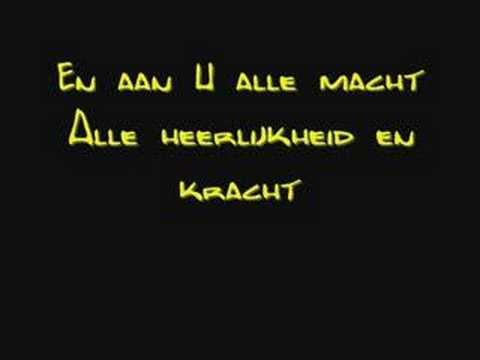 En aan U alle macht
Alle heerlijkheid en
kracht